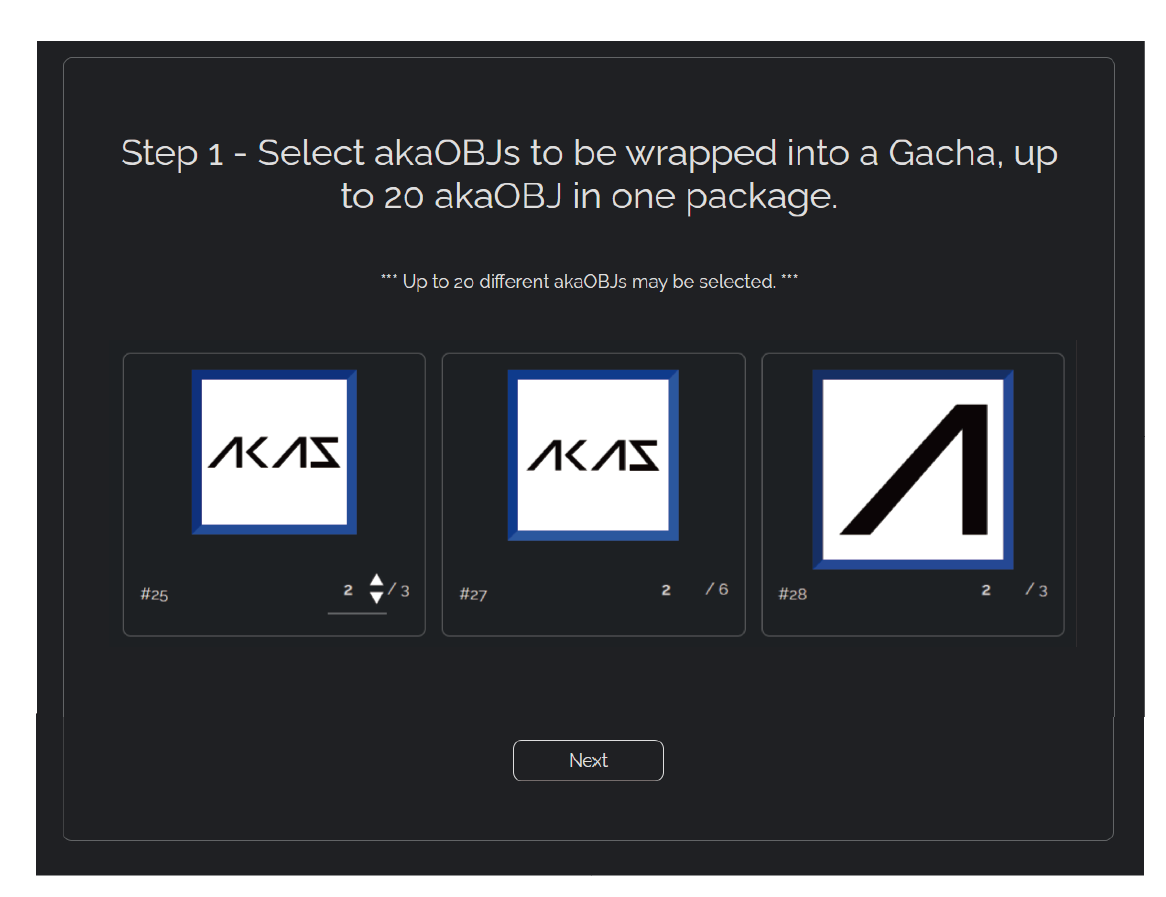 Step 1 - Select akaOBJs to be wrapped into a Gacha, up
to 20 akaOBJ in one package.
*** Up to 20 different akaOBJs may be selected. ***
AKAS
AKAS
#25 2 / 3
#27 2 / 6
#28 2 / 3
Next